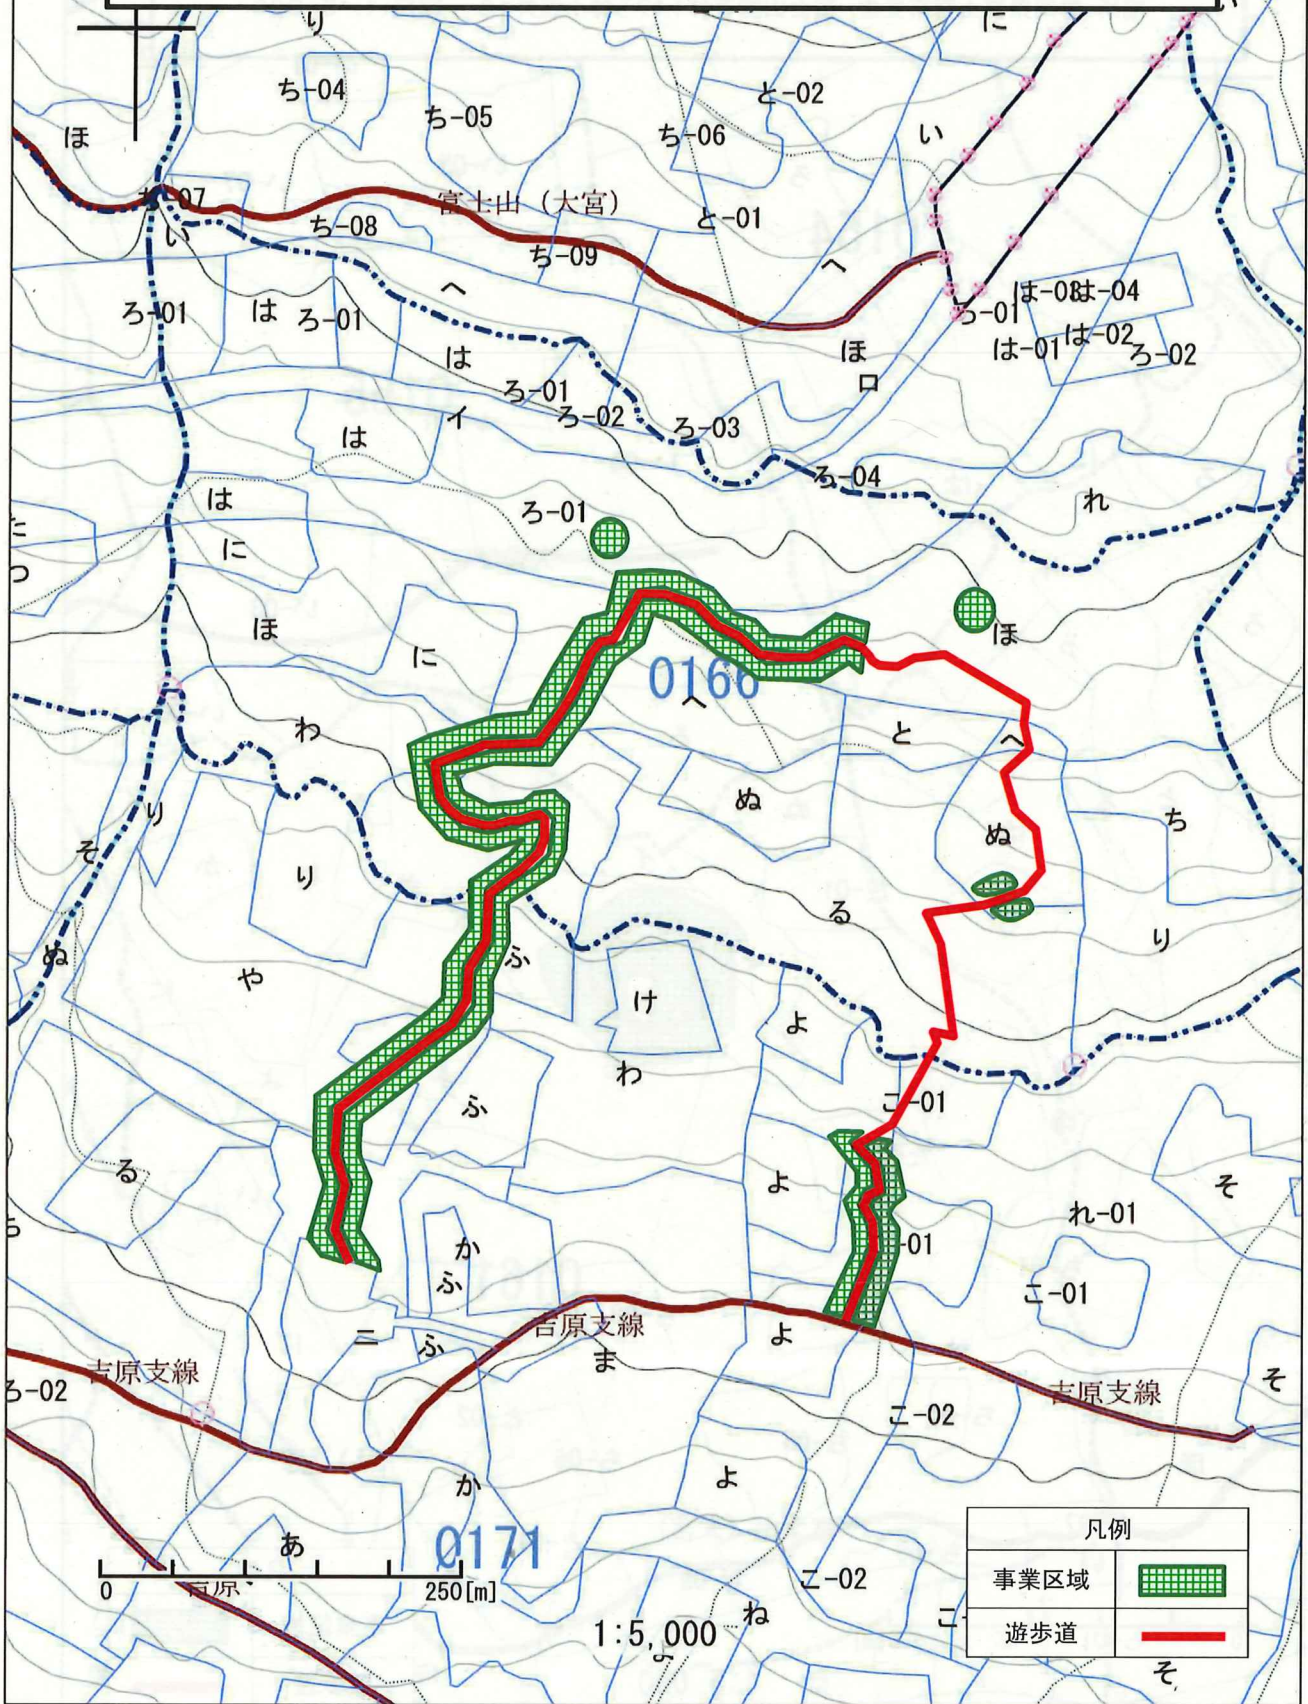 り
に
ち-04
と-02
ち-05
ほ
ち-06
い
富士山（大宮）
ち-08
と-01
い
ち-09
へ
へ
は-04
ろ-01
は
ろ-01
は-02
は-01
ろ-02
ほ
は
ロ
ろ-01
イ
ろ-02
は
ろ-03
ろ-04
は
れ
ろ-01
に
ほ
ほ
に
0166
へ
わ
と
へ
ぬ
り
ち
ぬ
そ
り
る
り
ぬ
ふ
や
け
よ
わ
こ-01
ふ
る
よ
そ
れ-01
-01
か
ふ
こ-01
吉原支線
よ
ニ
ふ
ま
吉原支線
そ
ろ-02
吉原支線
こ-02
よ
か
凡例
あ
0171
事業区域
こ-02
0
250[m]
吉原
ね
1:5,000
遊歩道
そ